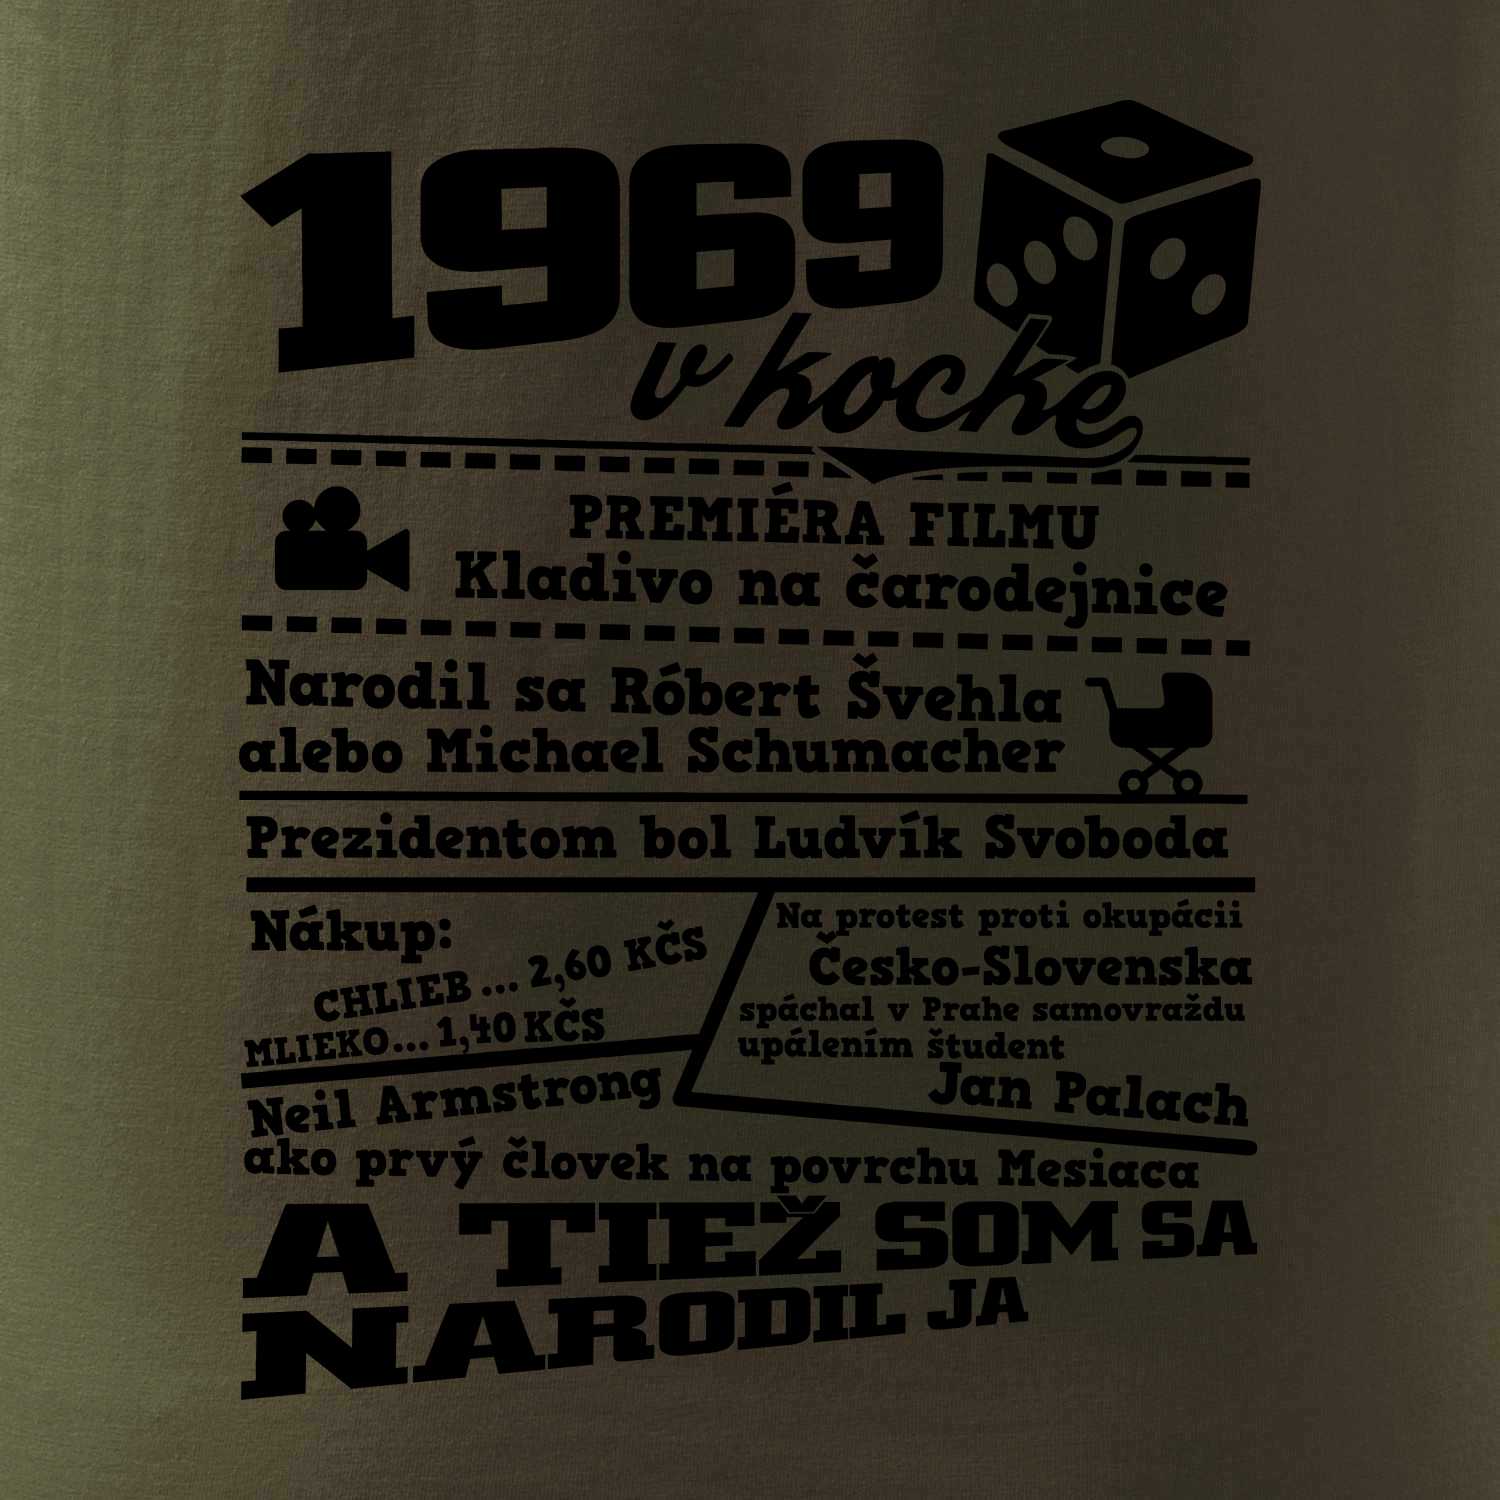 1969
v kocke
PREMIÉRA FILMU
Kladivo na čarodejnice
Narodil sa Róbert Švehla
alebo Michael Schumacher
Prezidentom bol Ludvík Svoboda
Nákup:
CHLIEB ... 2,60 KČS
MLIEKO... 1,40 KČS
Na protest proti okupácii
Česko-Slovenska
spáchal v Prahe samovraždu
upálením študent
Jan Palach
Neil Armstrong
ako prvý človek na povrchu Mesiaca
A TIEŽ SOM SA
NARODIL JA